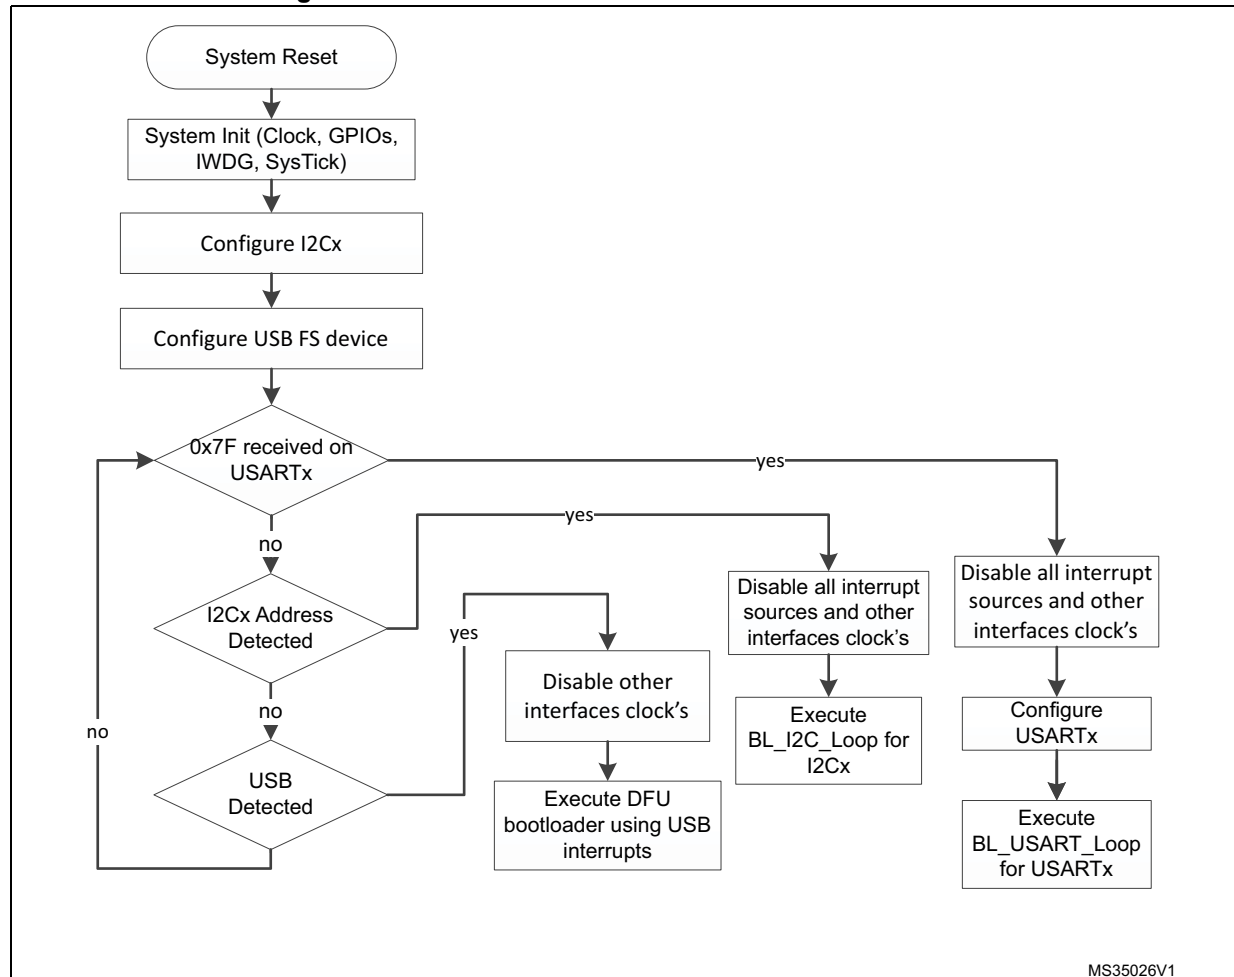 System Reset
System Init (Clock, GPIOs,
IWDG, SysTick)
Configure I2Cx
Configure USB FS device
0x7F received on
USARTx
yes
no
yes
I2Cx Address
Detected
yes
Disable all interrupt
sources and other
interfaces clock's
Disable all interrupt
sources and other
interfaces clock's
no
no
Disable other
interfaces clock's
Execute
BL_I2C_Loop for
I2Cx
Configure
USARTx
USB
Detected
Execute DFU
bootloader using USB
interrupts
Execute
BL_USART_Loop
for USARTx
MS35026V1